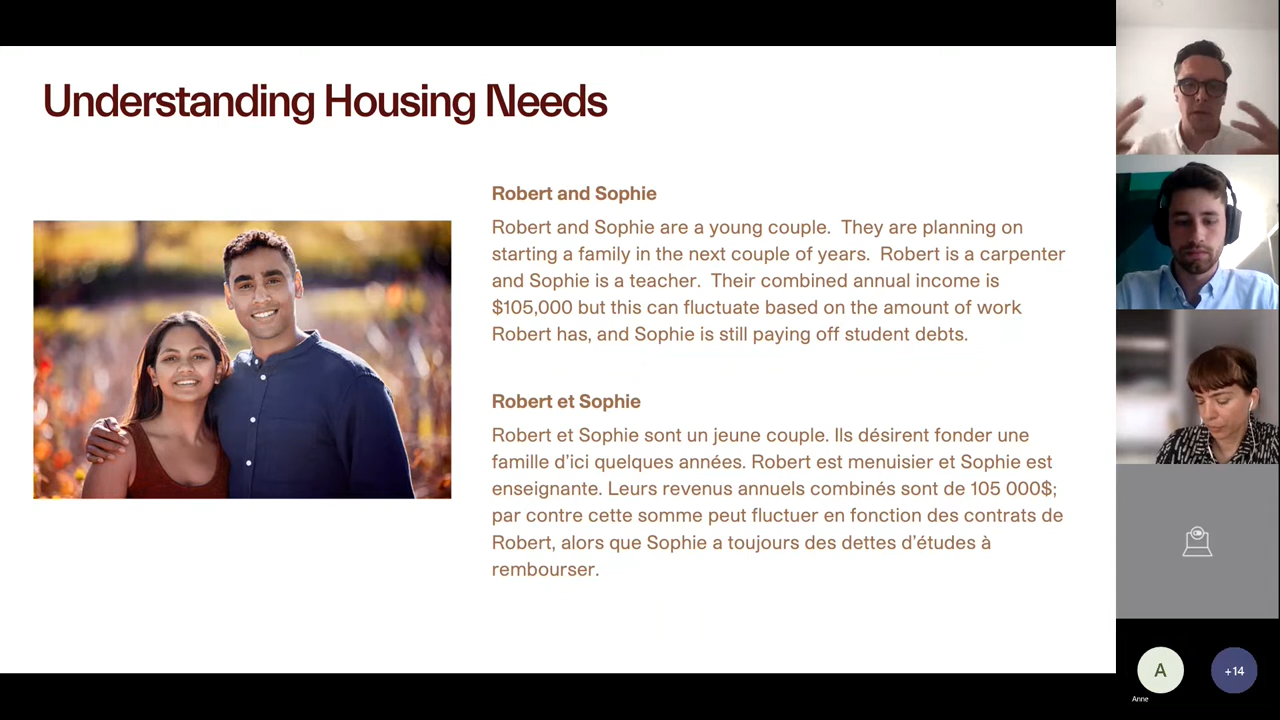 Understanding Housing Needs
Robert and Sophie
Robert and Sophie are a young couple.  They are planning on
starting a family in the next couple of years.  Robert is a carpenter
and Sophie is a teacher.  Their combined annual income is
$105,000 but this can fluctuate based on the amount of work
Robert has, and Sophie is still paying off student debts.
Robert et Sophie
Robert et Sophie sont un jeune couple. Ils désirent fonder une
famille d’ici quelques années. Robert est menuisier et Sophie est
enseignante. Leurs revenus annuels combinés sont de 105 000$;
par contre cette somme peut fluctuer en fonction des contrats de
Robert, alors que Sophie a toujours des dettes d’études à
rembourser.
A
+14
Anne